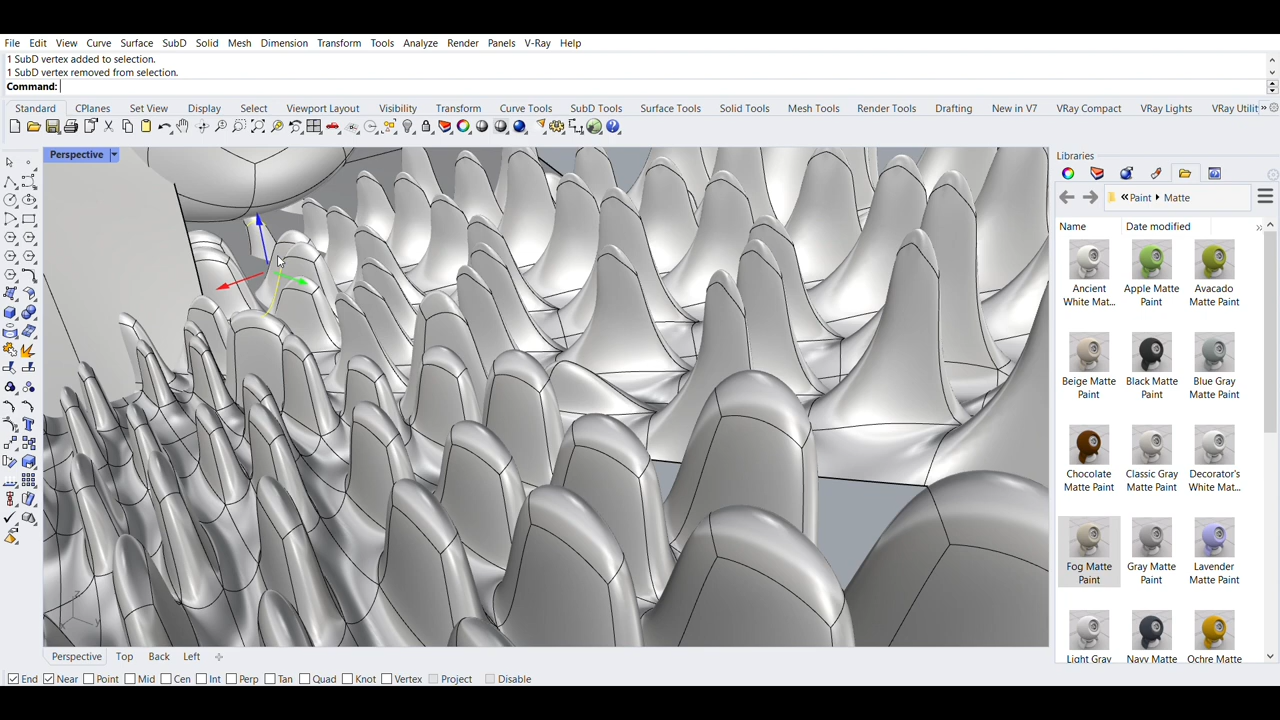 File Edit View Curve Surface SubD Solid Mesh Dimension Transform Tools Analyze Render Panels V-Ray Help
1 SubD vertex added to selection.
1 SubD vertex removed from selection.
Command:
Standard CPlanes Set View Display Select Viewport Layout Visibility Transform Curve Tools SubD Tools Surface Tools Solid Tools Mesh Tools Render Tools Drafting New in V7 VRay Compact VRay Lights VRay Utilit »
Perspective
Libraries
«Paint Matte
Name Date modified »
Ancient White Mat...
Apple Matte Paint
Avacado Matte Paint
Beige Matte Paint
Black Matte Paint
Blue Gray Matte Paint
Chocolate Matte Paint
Classic Gray Matte Paint
Decorator's White Mat...
Fog Matte Paint
Gray Matte Paint
Lavender Matte Paint
Light Gray
Navy Matte
Ochre Matte
z
x y
Perspective Top Back Left
End Near Point Mid Cen Int Perp Tan Quad Knot Vertex Project Disable